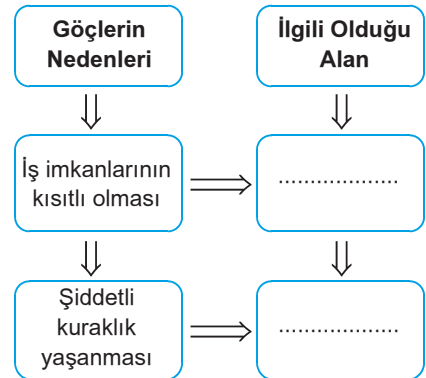 Göçlerin
Nedenleri
İlgili Olduğu
Alan
İş imkanlarının
kısıtlı olması
...................
Şiddetli
kuraklık
yaşanması
...................